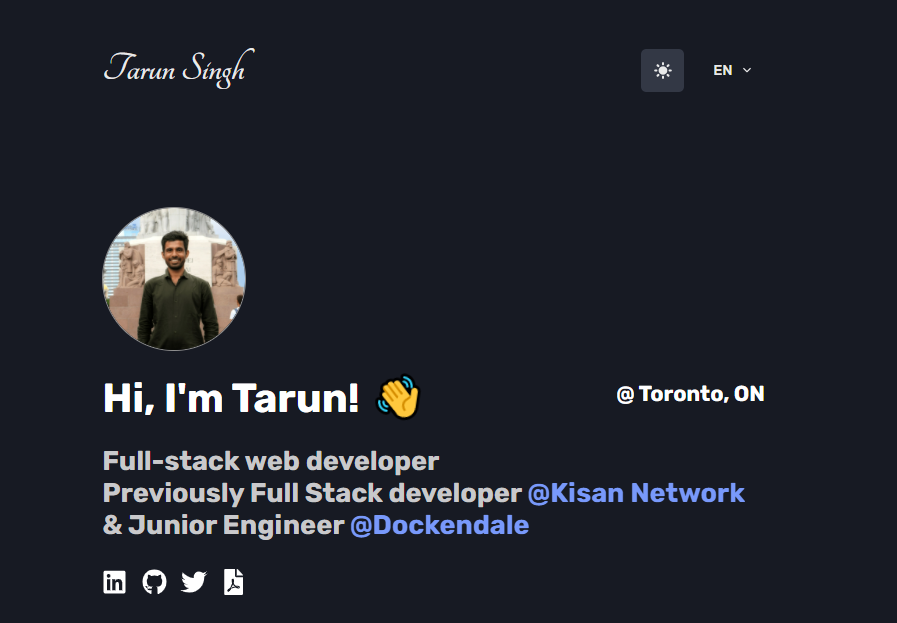 Tarun Singh
EN
Hi, I'm Tarun! 👋
@ Toronto, ON
Full-stack web developer
Previously Full Stack developer @Kisan Network
& Junior Engineer @Dockendale
in